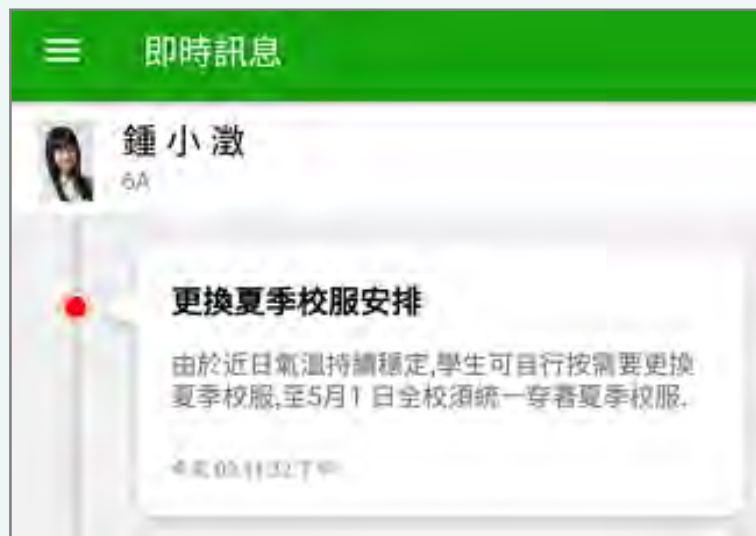 即時訊息
鍾小澂
6A
更換夏季校服安排
由於近日氣溫持續穩定,學生可自行按需要更換
夏季校服,至5月1日全校須統一穿著夏季校服.